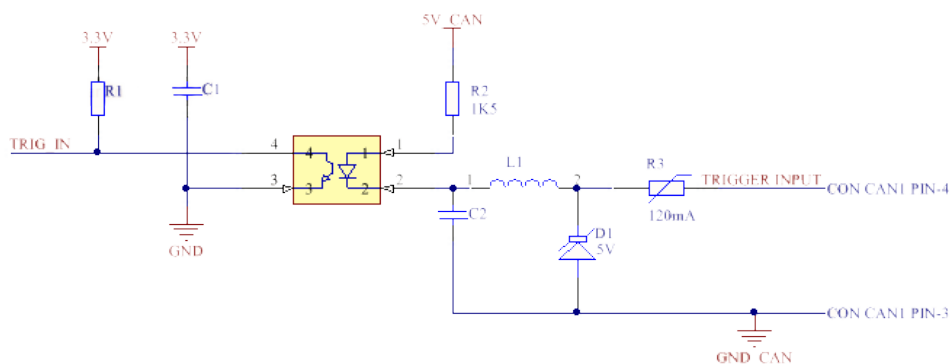 5V_CAN
3.3V
3.3V
R1
C1
R2
1K5
TRIG_IN
4
4
1
1
3
3
2
2
1
L1
2
R3
TRIGGER INPUT
CON CAN1 PIN-4
120mA
C2
D1
5V
GND
CON CAN1 PIN-3
GND_CAN